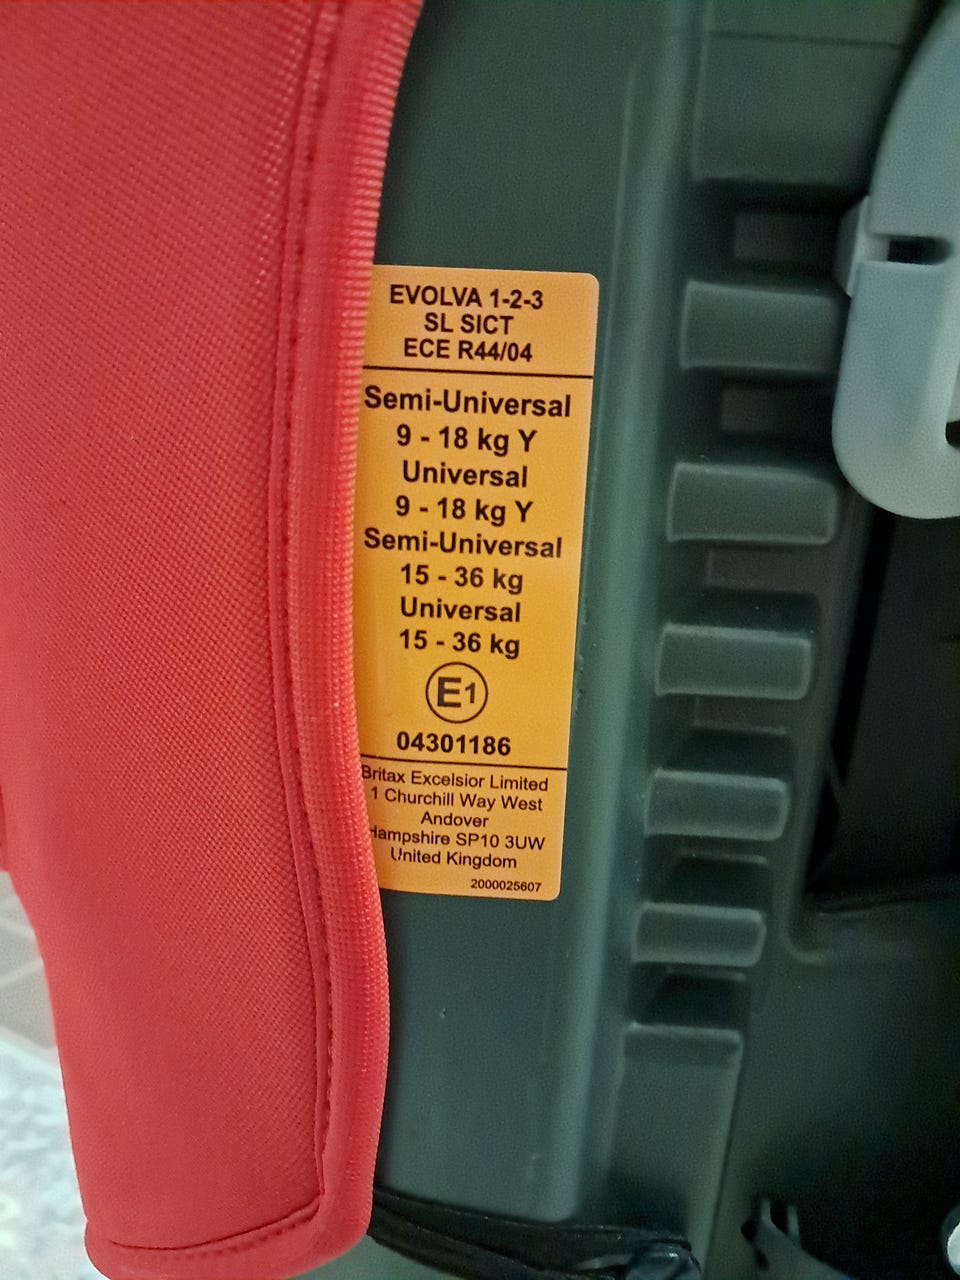 EVOLVA 1-2-3
SL SICT
ECE R44/04
Semi-Universal
9 - 18 kg Y
Universal
9 - 18 kg Y
Semi-Universal
15 - 36 kg
Universal
15 - 36 kg
E1
04301186
Britax Excelsior Limited
1 Churchill Way West
Andover
Hampshire SP10 3UW
United Kingdom
2000025607